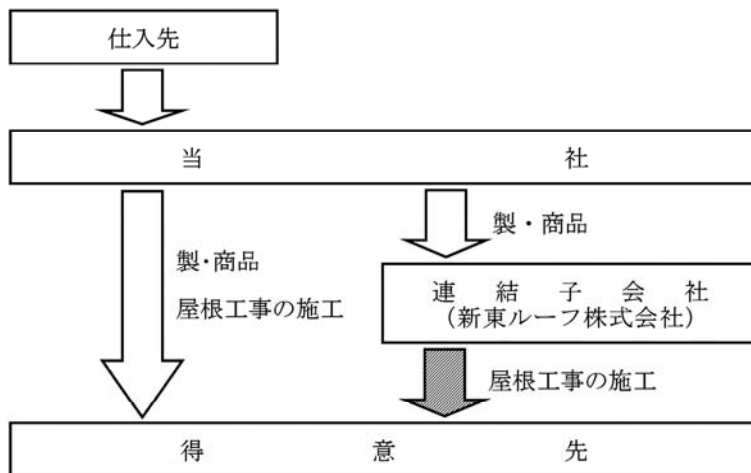 仕入先
当社
製・商品
製・商品
屋根工事の施工
連結子会社
(新東ルーフ株式会社)
屋根工事の施工
得意先